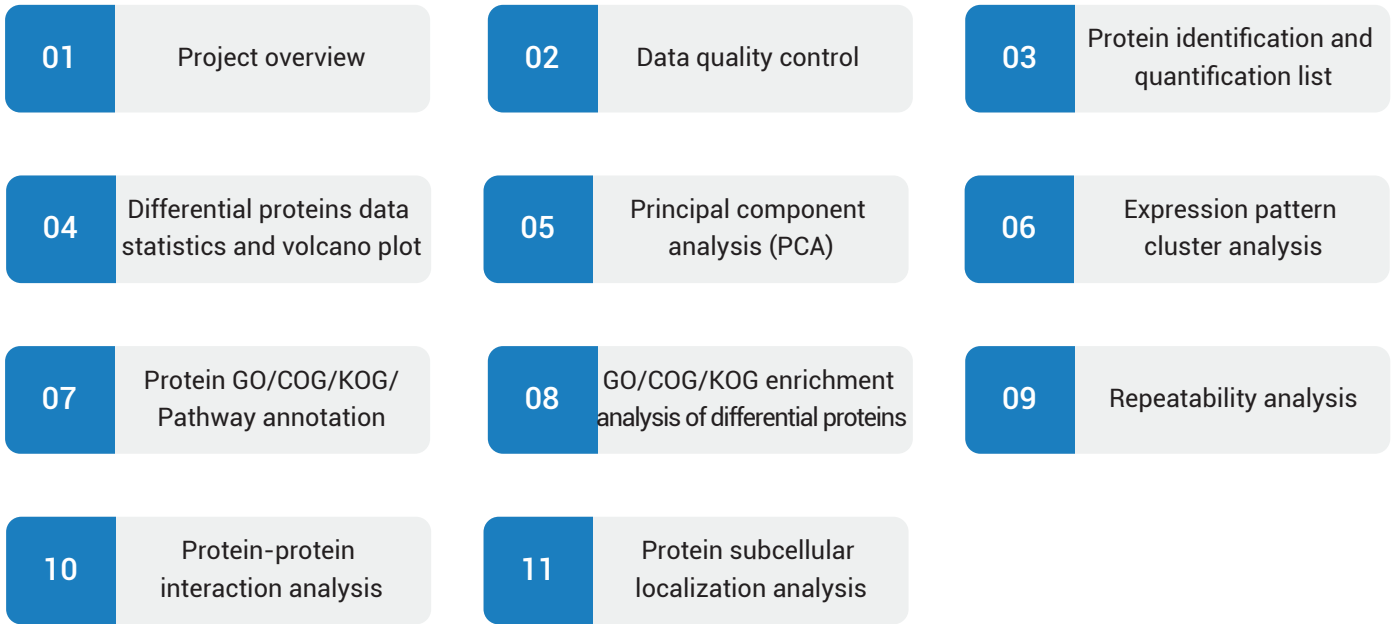 01
Project overview
02
Data quality control
03
Protein identification and
quantification list
04
Differential proteins data
statistics and volcano plot
05
Principal component
analysis (PCA)
06
Expression pattern
cluster analysis
07
Protein GO/COG/KOG/
Pathway annotation
08
GO/COG/KOG enrichment
analysis of differential proteins
09
Repeatability analysis
10
Protein-protein
interaction analysis
11
Protein subcellular
localization analysis